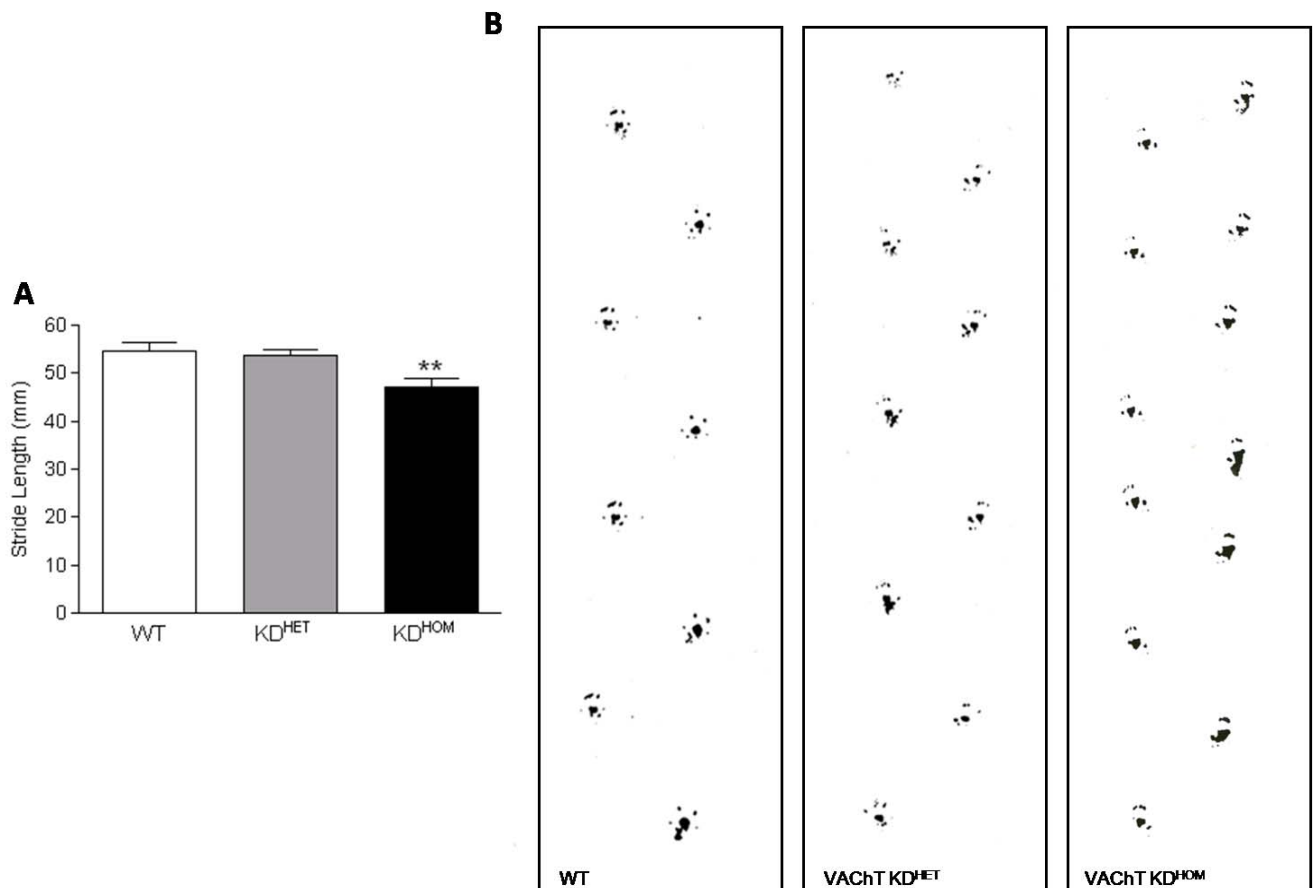 B
A
60
50
40
30
20
10
0
Stride Length (mm)
**
WT
KD^HET
KD^HOM
WT
VAChT KD^HET
VAChT KD^HOM